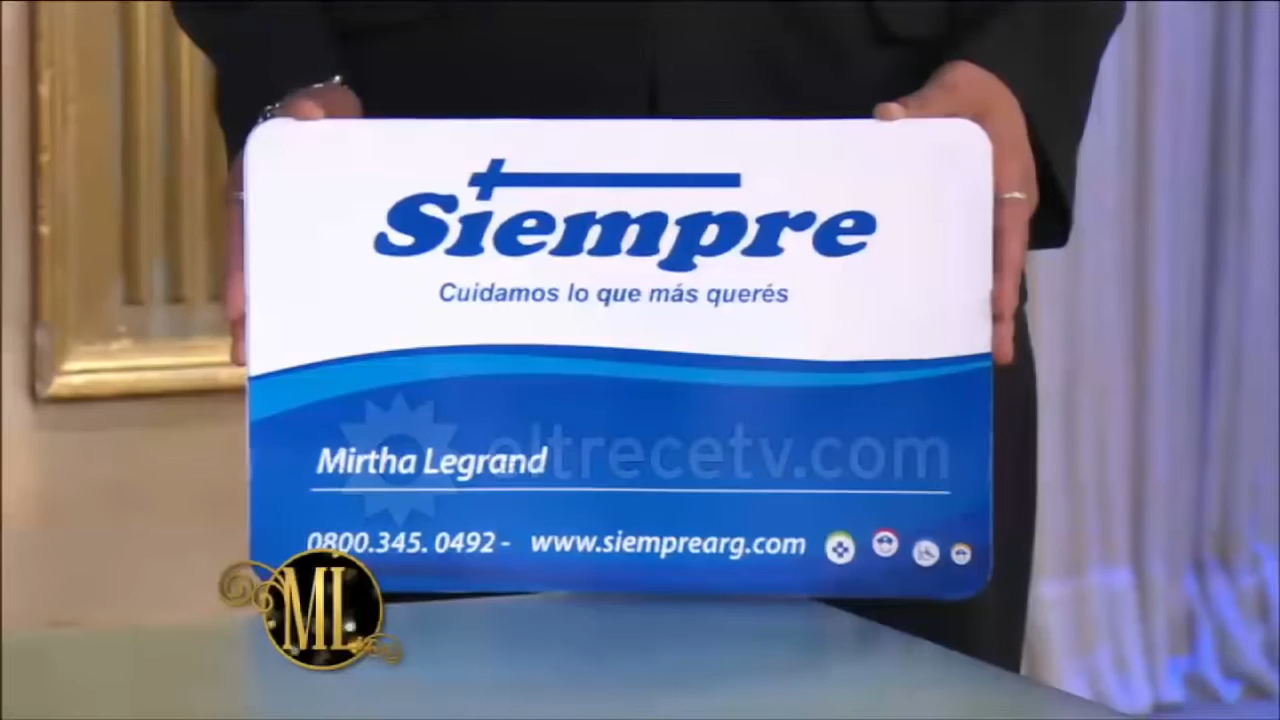 Siempre
Cuidamos lo que más querés
eltrecetv.com
Mirtha Legrand
0800.345. 0492 - www.siemprearg.com
ML